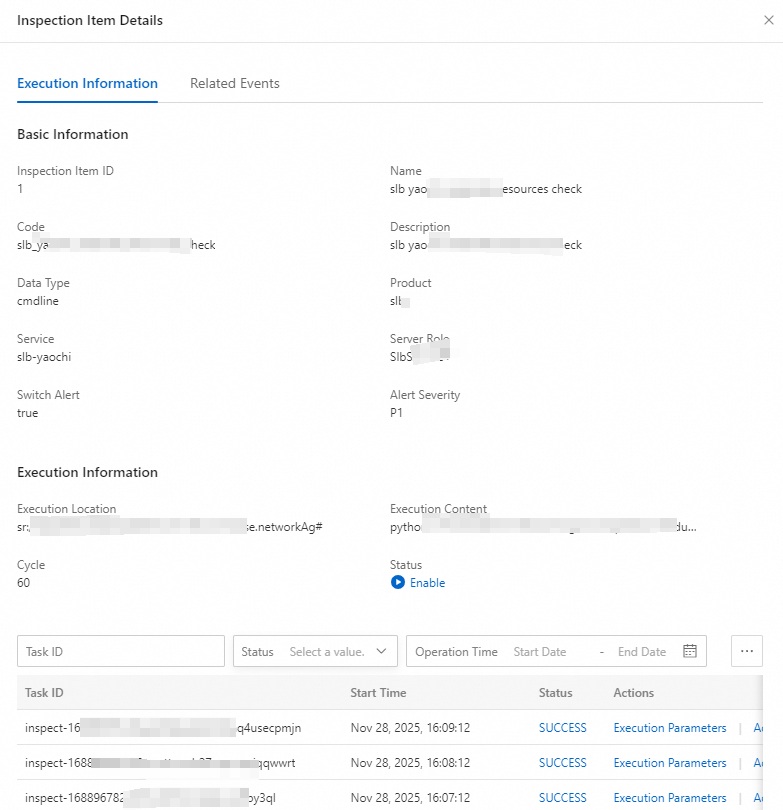 Inspection Item Details
Execution Information Related Events
Basic Information
Inspection Item ID Name
1 slb yao esources check
Code Description
slb_ya heck slb yao eck
Data Type Product
cmdline slb
Service Server Role
slb-yaochi SlbS
Switch Alert Alert Severity
true P1
Execution Information
Execution Location Execution Content
sr: se.networkAg# python du...
Cycle Status
60 Enable
Task ID Status Select a value. Operation Time Start Date - End Date ...
Task ID Start Time Status Actions
inspect-16 q4usecpmjn Nov 28, 2025, 16:09:12 SUCCESS Execution Parameters
inspect-1688 qqwwrt Nov 28, 2025, 16:08:12 SUCCESS Execution Parameters
inspect-168896782 oy3ql Nov 28, 2025, 16:07:12 SUCCESS Execution Parameters